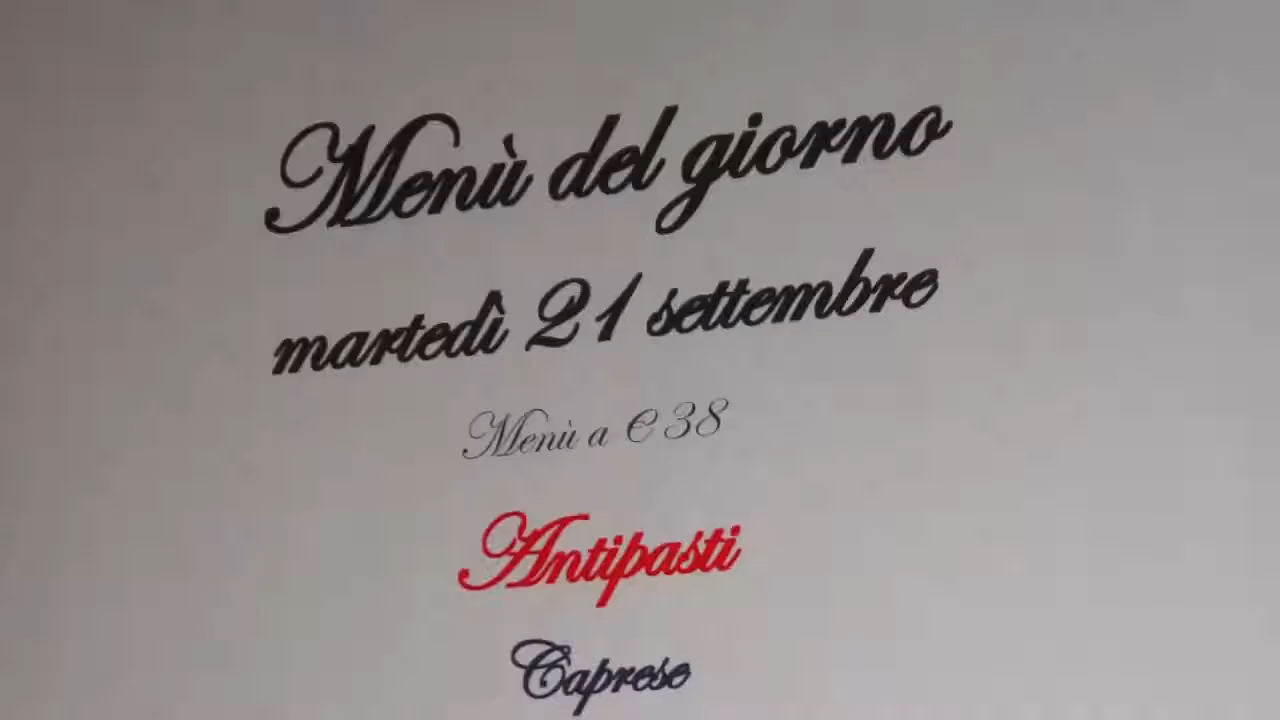 Menù del giorno
martedì 21 settembre
Menù a € 38
Antipasti
Caprese